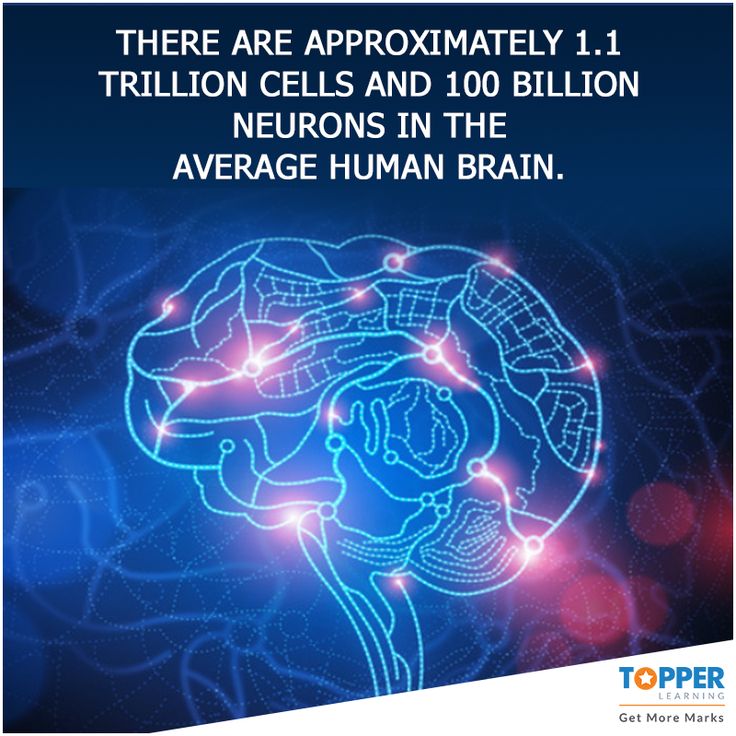 THERE ARE APPROXIMATELY 1.1
TRILLION CELLS AND 100 BILLION
NEURONS IN THE
AVERAGE HUMAN BRAIN.
TOPPER
LEARNING
Get More Marks